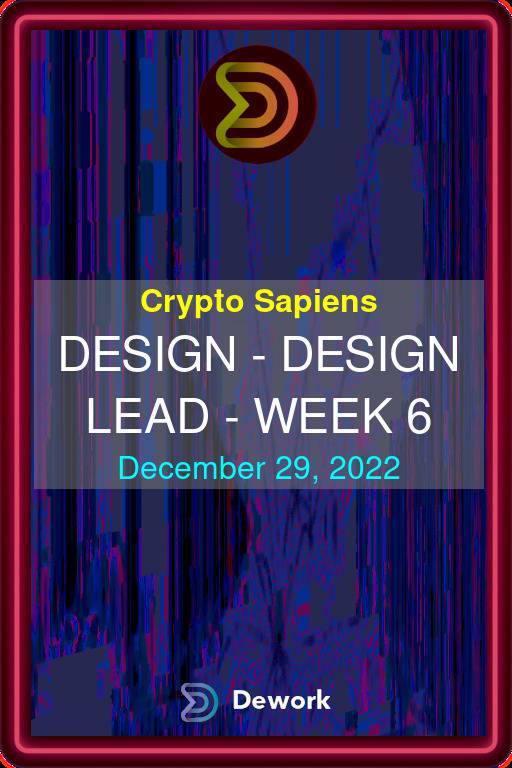 Crypto Sapiens
DESIGN - DESIGN
LEAD - WEEK 6
December 29, 2022
Dework